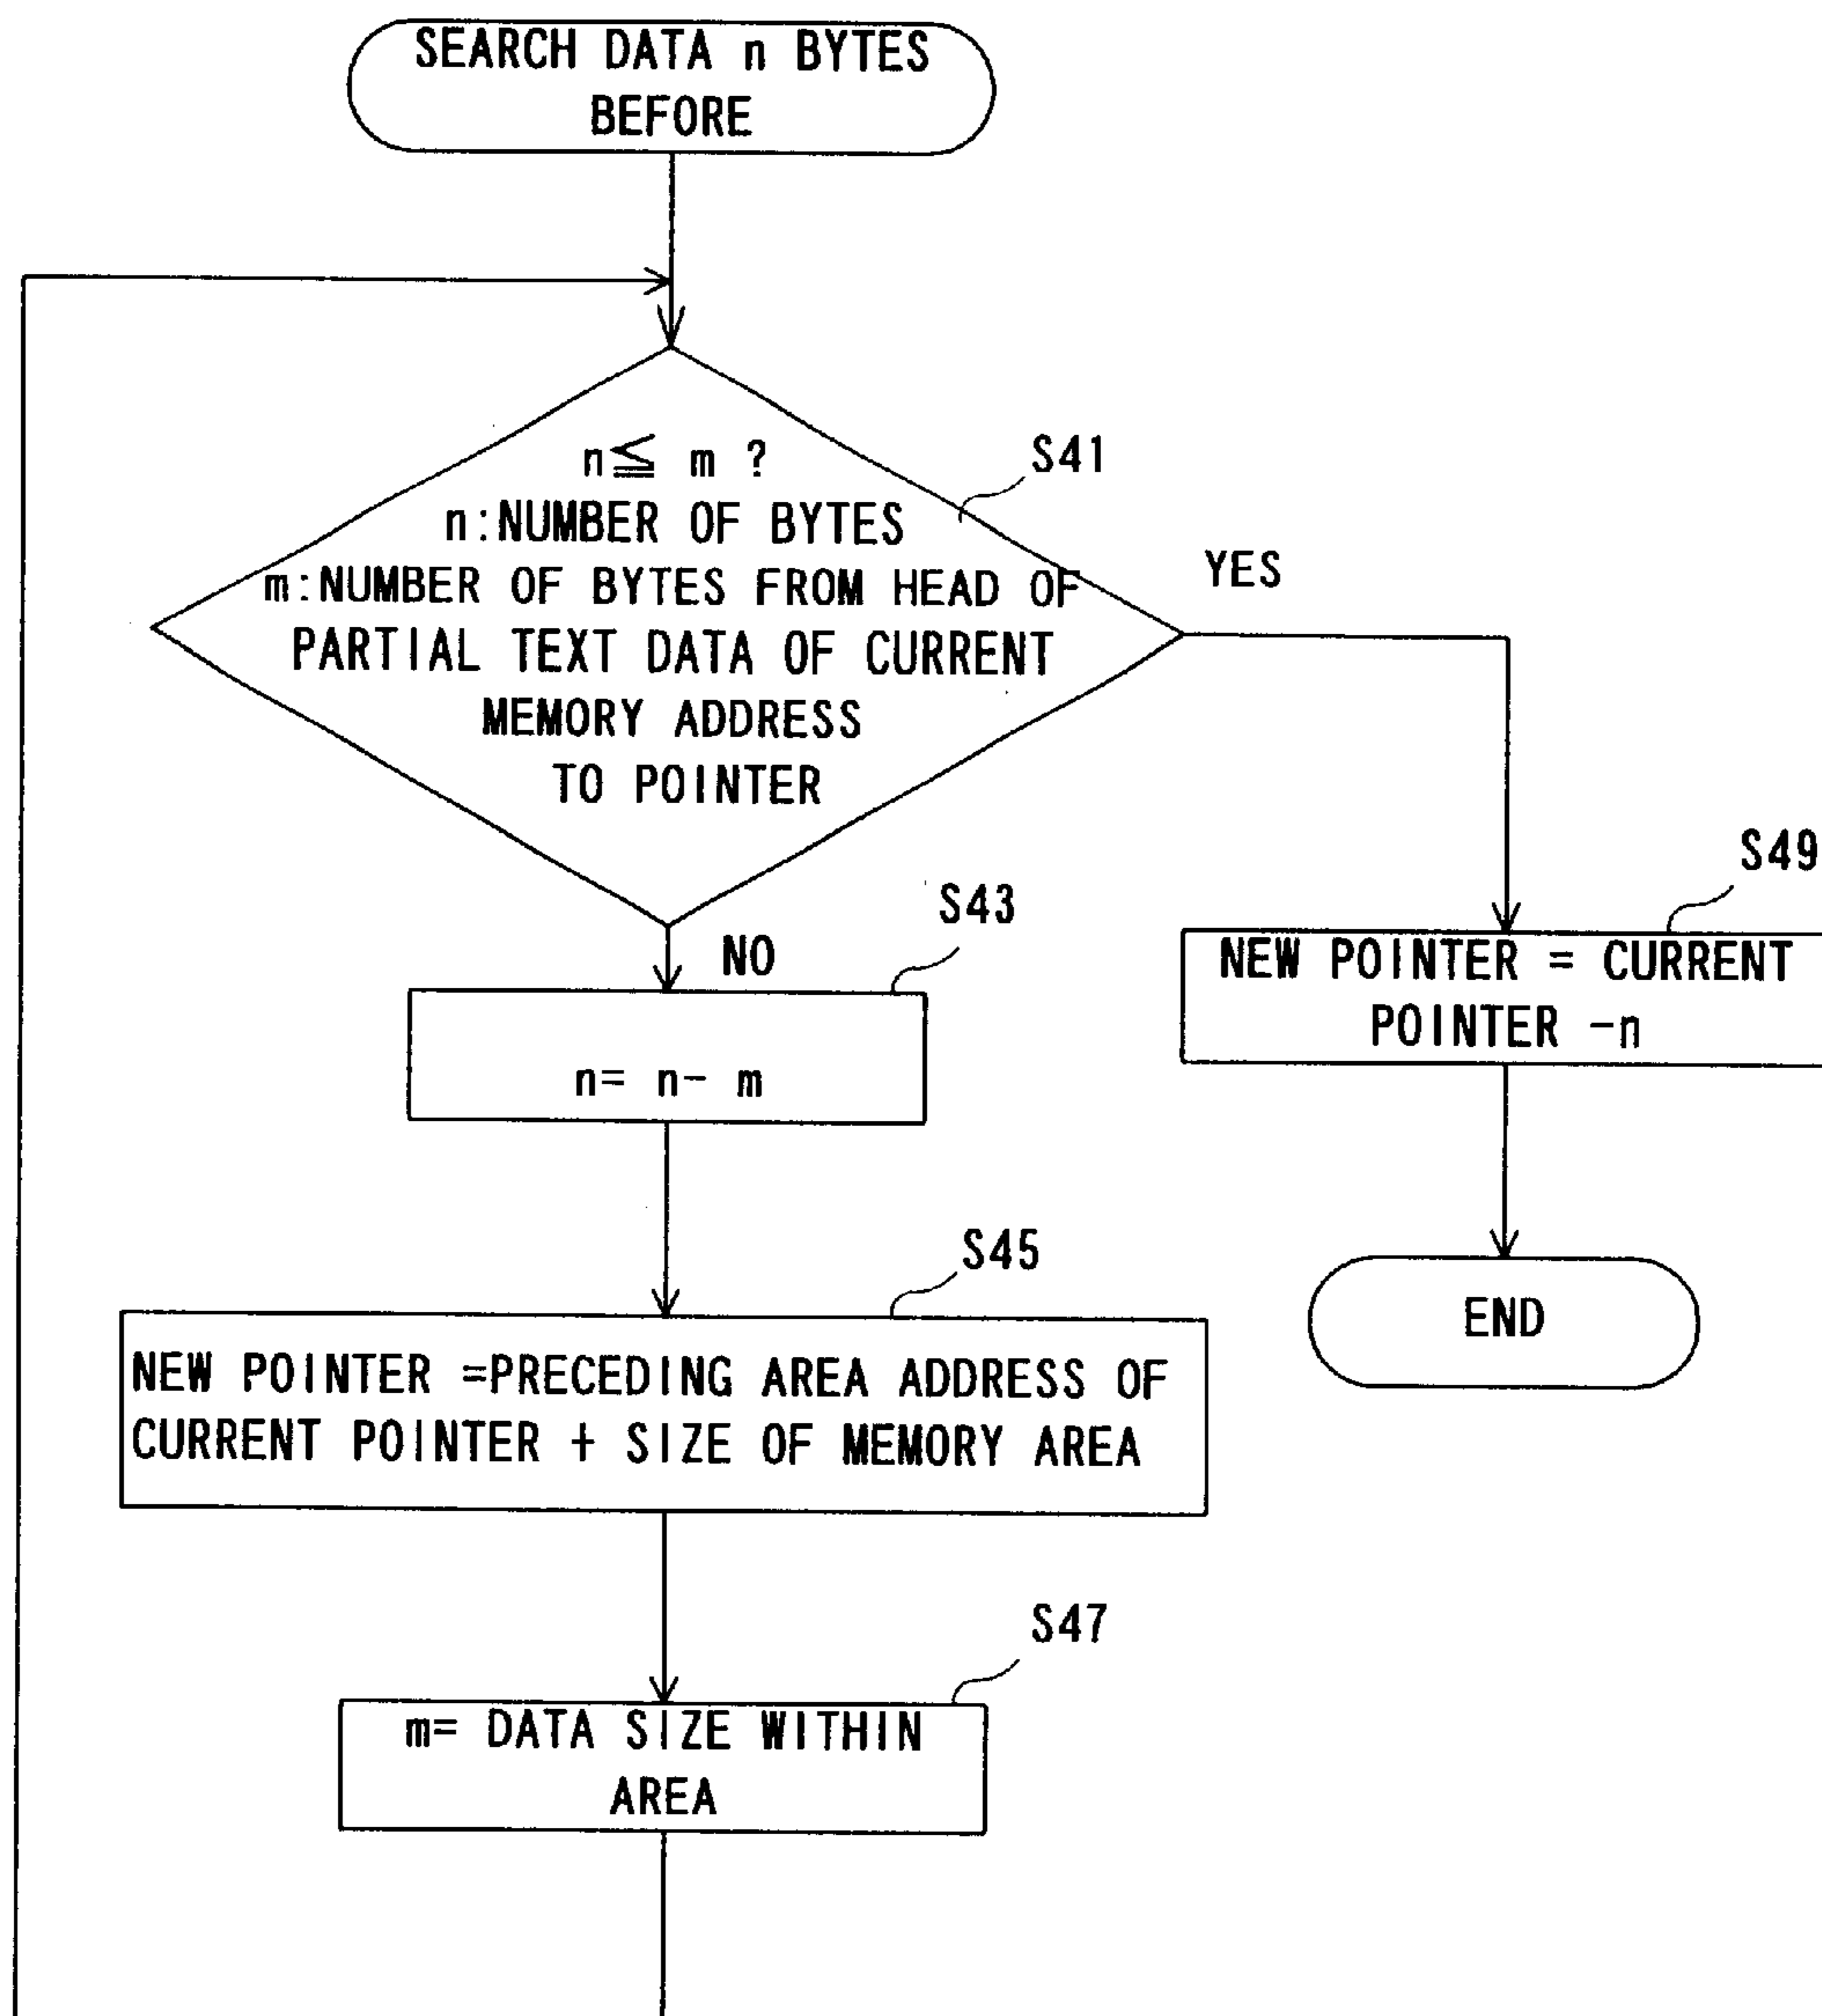 SEARCH DATA n BYTES
BEFORE
n≦ m ?
n:NUMBER OF BYTES
m:NUMBER OF BYTES FROM HEAD OF
PARTIAL TEXT DATA OF CURRENT
MEMORY ADDRESS
TO POINTER
S41
YES
NO
S43
n= n- m
S49
NEW POINTER = CURRENT
POINTER -n
END
S45
NEW POINTER =PRECEDING AREA ADDRESS OF
CURRENT POINTER + SIZE OF MEMORY AREA
S47
m= DATA SIZE WITHIN
AREA